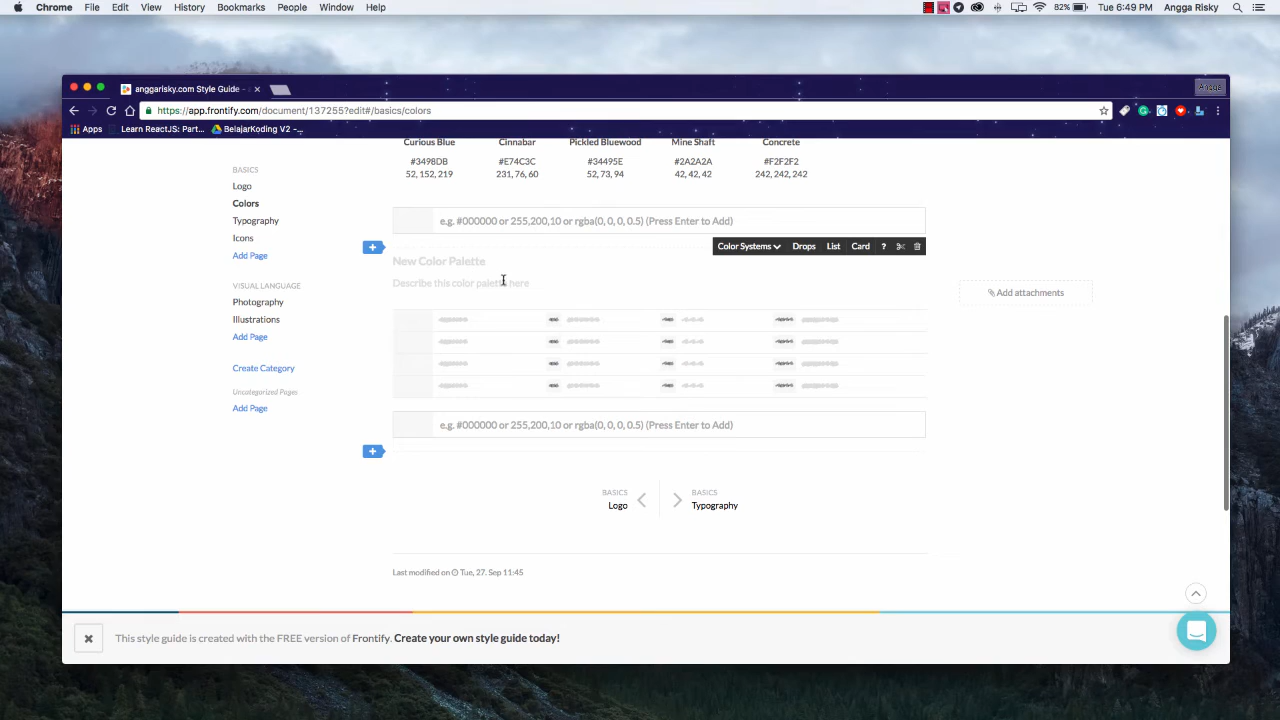 Chrome File Edit View History Bookmarks People Window Help 82% Tue 6:49 PM Angga Risky
anggarisky.com Style Guide -
Angga
https://app.frontify.com/document/137255?edit#/basics/colors
Apps Learn ReactJS: Part... BelajarKoding V2 -...
Curious Blue Cinnabar Pickled Bluewood Mine Shaft Concrete
#3498DB #E74C3C #34495E #2A2A2A #F2F2F2
52, 152, 219 231, 76, 60 52, 73, 94 42, 42, 42 242, 242, 242
BASICS
Logo
Colors
Typography
Icons
Add Page
VISUAL LANGUAGE
Photography
Illustrations
Add Page
Create Category
Uncategorized Pages
Add Page
e.g. #000000 or 255,200,10 or rgba(0, 0, 0, 0.5) (Press Enter to Add)
Color Systems Drops List Card ?
New Color Palette
Describe this color palette here
Add attachments
e.g. #000000 or 255,200,10 or rgba(0, 0, 0, 0.5) (Press Enter to Add)
BASICS
Logo
BASICS
Typography
Last modified on Tue, 27. Sep 11:45
This style guide is created with the FREE version of Frontify. Create your own style guide today!